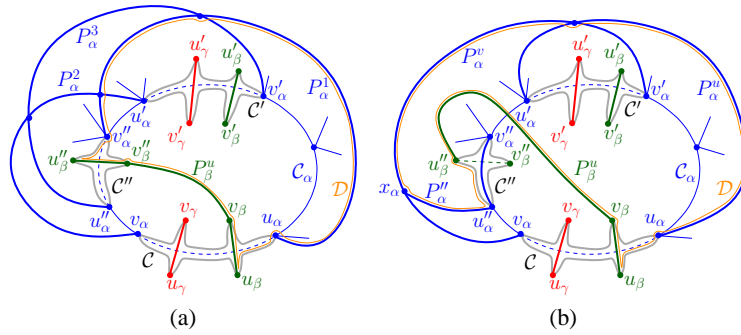 P_α^3
P_α^2
P_α^1
u'_γ
u'_β
v'_α
u'_α
v'_γ
v'_β
C'
v''_α
v''_β
u''_β
P_β^u
C_α
C''
u''_α
v_α
v_γ
v_β
u_α
D
C
u_γ
u_β
(a)
P_α^v
P_α^u
u'_γ
u'_β
v'_α
u'_α
v'_γ
v'_β
C'
v''_α
u''_β
v''_β
P_β^u
C_α
x_α
P''_α
C''
D
u''_α
v_α
v_γ
v_β
u_α
C
u_γ
u_β
(b)